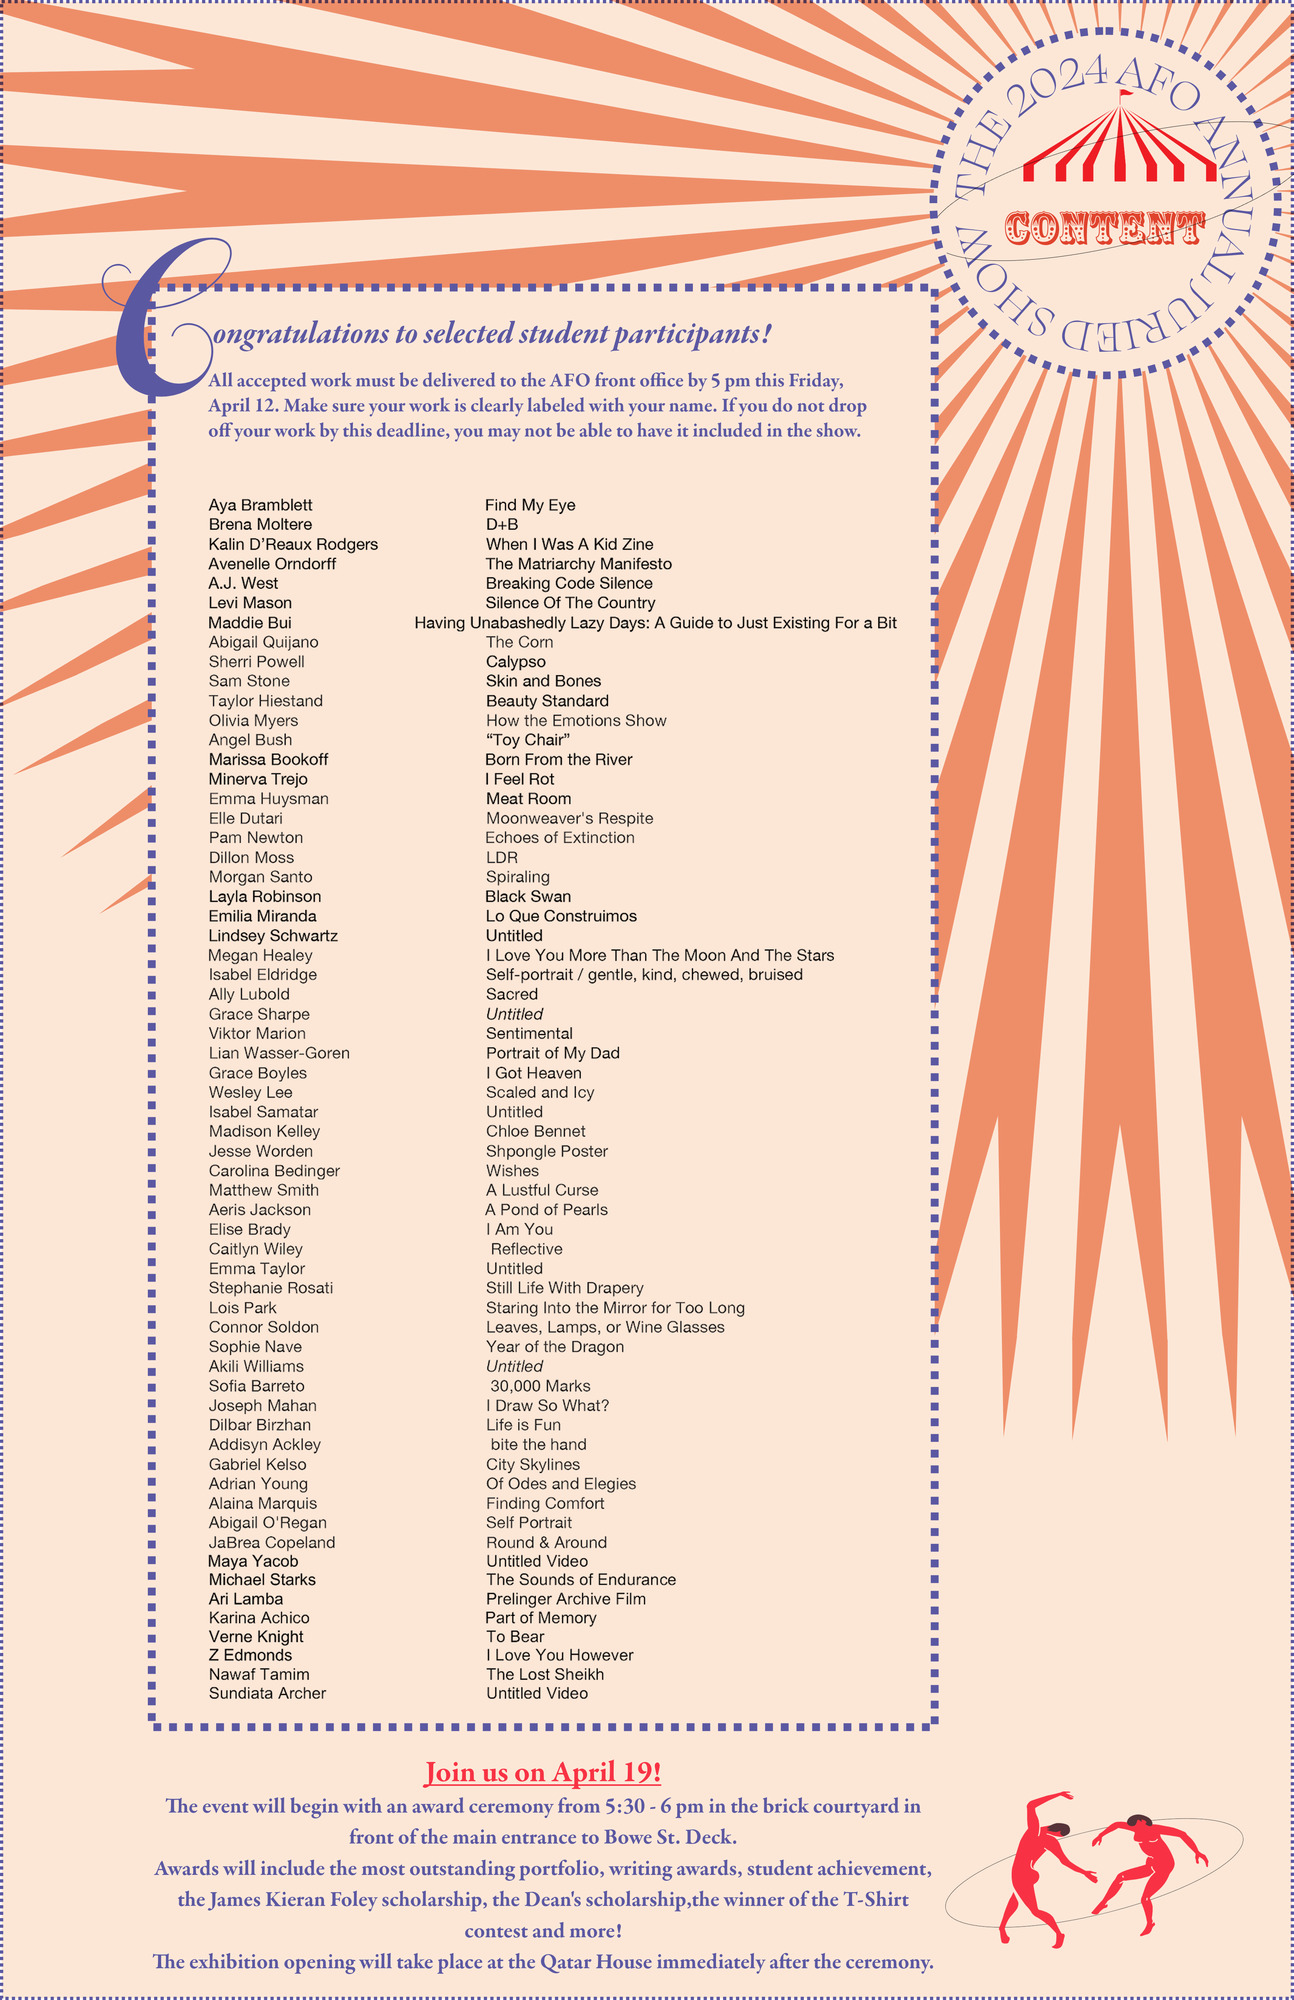 THE 2024 AFO ANNUAL JURIED SHOW
CONTENT
Congratulations to selected student participants!
All accepted work must be delivered to the AFO front office by 5 pm this Friday,
April 12. Make sure your work is clearly labeled with your name. If you do not drop
off your work by this deadline, you may not be able to have it included in the show.
Aya Bramblett Find My Eye
Brena Moltere D+B
Kalin D’Reaux Rodgers When I Was A Kid Zine
Avenelle Orndorff The Matriarchy Manifesto
A.J. West Breaking Code Silence
Levi Mason Silence Of The Country
Maddie Bui Having Unabashedly Lazy Days: A Guide to Just Existing For a Bit
Abigail Quijano The Corn
Sherri Powell Calypso
Sam Stone Skin and Bones
Taylor Hiestand Beauty Standard
Olivia Myers How the Emotions Show
Angel Bush “Toy Chair”
Marissa Bookoff Born From the River
Minerva Trejo I Feel Rot
Emma Huysman Meat Room
Elle Dutari Moonweaver's Respite
Pam Newton Echoes of Extinction
Dillon Moss LDR
Morgan Santo Spiraling
Layla Robinson Black Swan
Emilia Miranda Lo Que Construimos
Lindsey Schwartz Untitled
Megan Healey I Love You More Than The Moon And The Stars
Isabel Eldridge Self-portrait / gentle, kind, chewed, bruised
Ally Lubold Sacred
Grace Sharpe Untitled
Viktor Marion Sentimental
Lian Wasser-Goren Portrait of My Dad
Grace Boyles I Got Heaven
Wesley Lee Scaled and Icy
Isabel Samatar Untitled
Madison Kelley Chloe Bennet
Jesse Worden Shpongle Poster
Carolina Bedinger Wishes
Matthew Smith A Lustful Curse
Aeris Jackson A Pond of Pearls
Elise Brady I Am You
Caitlyn Wiley Reflective
Emma Taylor Untitled
Stephanie Rosati Still Life With Drapery
Lois Park Staring Into the Mirror for Too Long
Connor Soldon Leaves, Lamps, or Wine Glasses
Sophie Nave Year of the Dragon
Akili Williams Untitled
Sofia Barreto 30,000 Marks
Joseph Mahan I Draw So What?
Dilbar Birzhan Life is Fun
Addisyn Ackley bite the hand
Gabriel Kelso City Skylines
Adrian Young Of Odes and Elegies
Alaina Marquis Finding Comfort
Abigail O'Regan Self Portrait
JaBrea Copeland Round & Around
Maya Yacob Untitled Video
Michael Starks The Sounds of Endurance
Ari Lamba Prelinger Archive Film
Karina Achico Part of Memory
Verne Knight To Bear
Z Edmonds I Love You However
Nawaf Tamim The Lost Sheikh
Sundiata Archer Untitled Video
Join us on April 19!
The event will begin with an award ceremony from 5:30 - 6 pm in the brick courtyard in
front of the main entrance to Bowe St. Deck.
Awards will include the most outstanding portfolio, writing awards, student achievement,
the James Kieran Foley scholarship, the Dean's scholarship,the winner of the T-Shirt
contest and more!
The exhibition opening will take place at the Qatar House immediately after the ceremony.